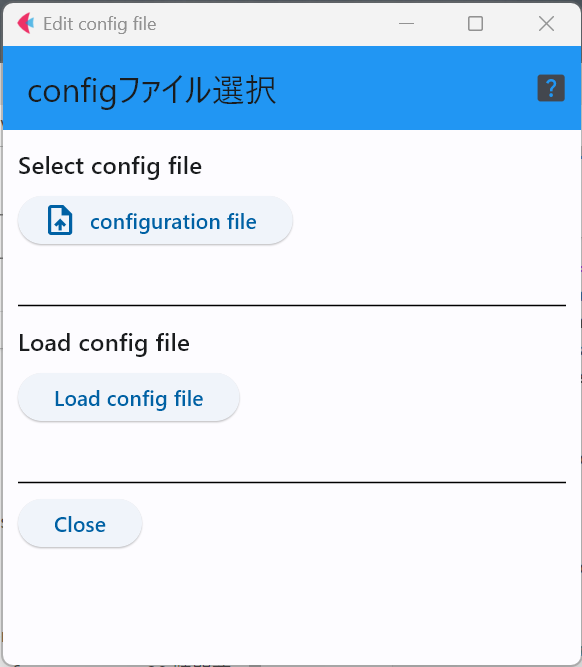 Edit config file
configファイル選択
?
Select config file
configuration file
Load config file
Load config file
Close